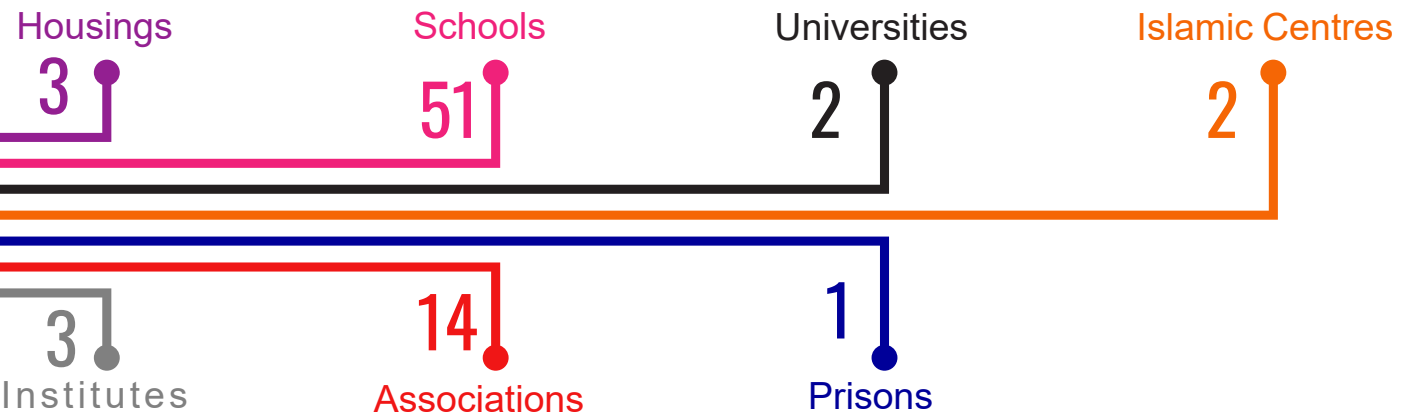 Housings
3
Schools
51
Universities
2
Islamic Centres
2
3
Institutes
14
Associations
1
Prisons